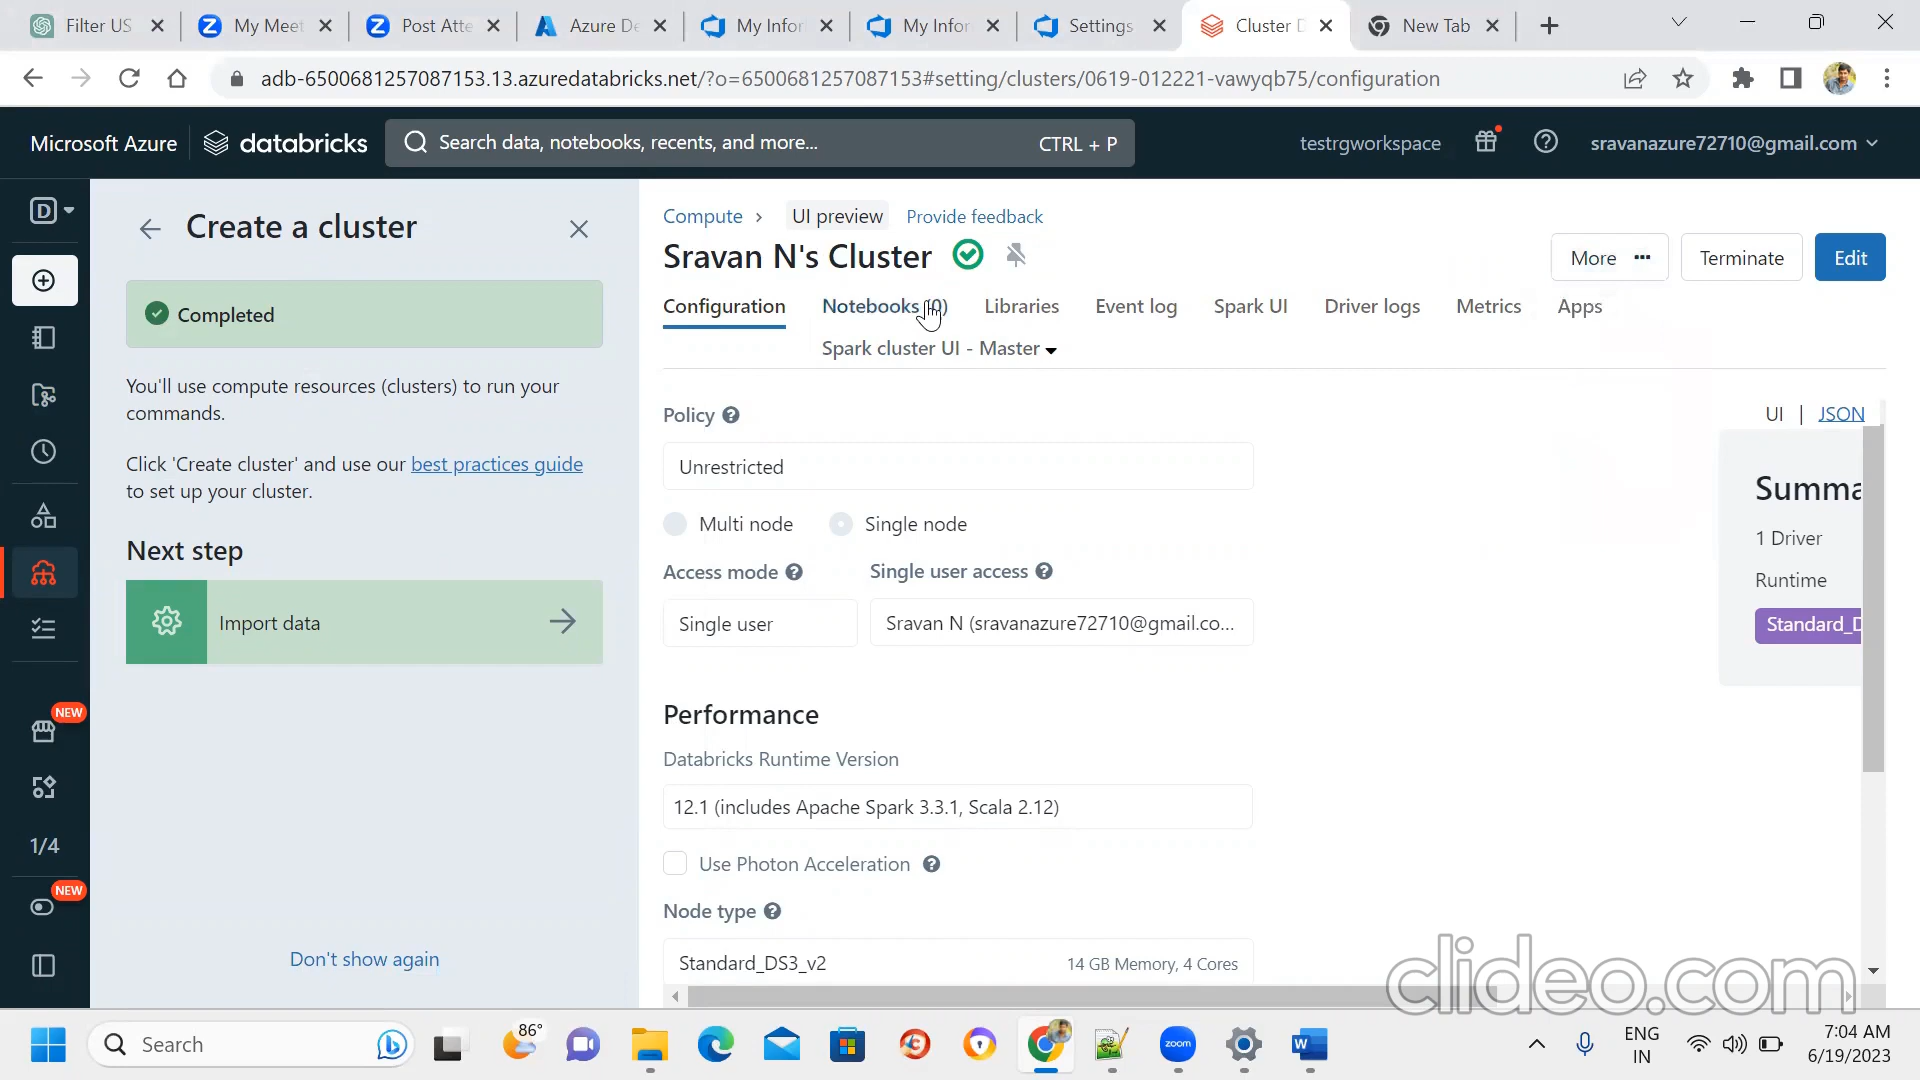 Filter US
My Meet
Post Atte
Azure De
My Infor
My Infor
Settings
Cluster D
New Tab
adb-6500681257087153.13.azuredatabricks.net/?o=6500681257087153#setting/clusters/0619-012221-vawyqb75/configuration
Microsoft Azure
databricks
Search data, notebooks, recents, and more...
CTRL + P
testrgworkspace
sravanazure72710@gmail.com
D
Create a cluster
Completed
You'll use compute resources (clusters) to run your
commands.
Click 'Create cluster' and use our best practices guide
to set up your cluster.
Next step
Import data
Don't show again
NEW
1/4
NEW
Compute
UI preview
Provide feedback
Sravan N's Cluster
More
Terminate
Edit
Configuration
Notebooks (0)
Libraries
Event log
Spark UI
Driver logs
Metrics
Apps
Spark cluster UI - Master
UI | JSON
Policy
Unrestricted
Multi node
Single node
Access mode
Single user access
Single user
Sravan N (sravanazure72710@gmail.co...
Summa
1 Driver
Runtime
Standard_D
Performance
Databricks Runtime Version
12.1 (includes Apache Spark 3.3.1, Scala 2.12)
Use Photon Acceleration
Node type
Standard_DS3_v2
14 GB Memory, 4 Cores
clideo.com
Search
86°
zoom
ENG
IN
7:04 AM
6/19/2023